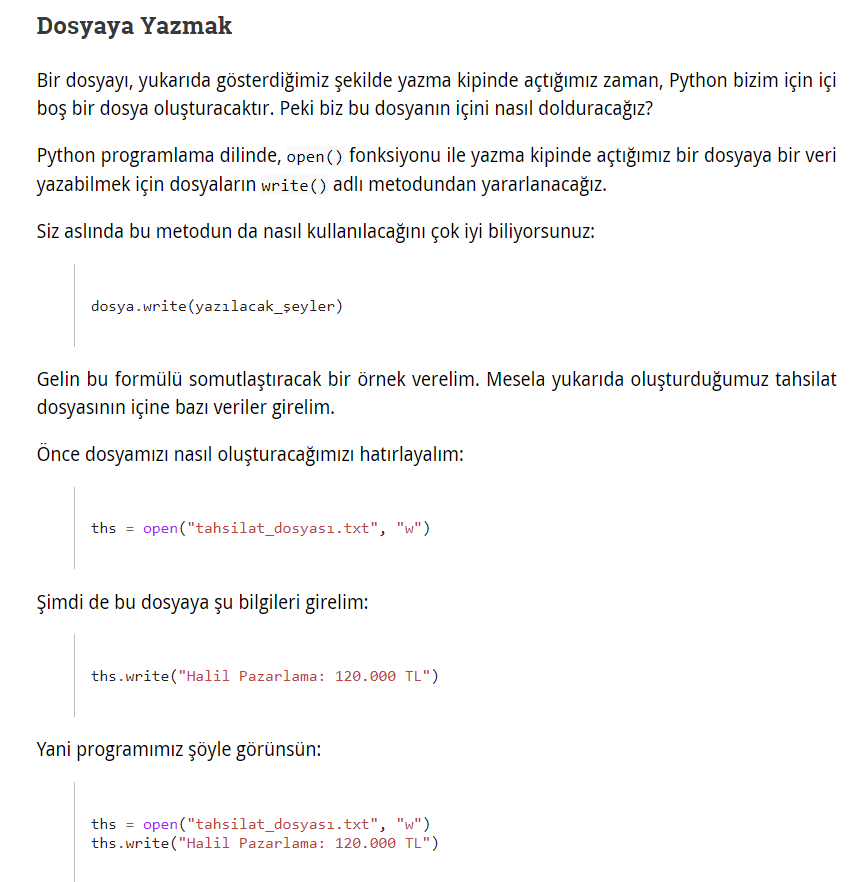 Dosyaya Yazmak
Bir dosyayı, yukarıda gösterdiğimiz şekilde yazma kipinde açtığımız zaman, Python bizim için içi
boş bir dosya oluşturacaktır. Peki biz bu dosyanın içini nasıl dolduracağız?
Python programlama dilinde, open() fonksiyonu ile yazma kipinde açtığımız bir dosyaya bir veri
yazabilmek için dosyaların write() adlı metodundan yararlanacağız.
Siz aslında bu metodun da nasıl kullanılacağını çok iyi biliyorsunuz:
dosya.write(yazılacak_şeyler)
Gelin bu formülü somutlaştıracak bir örnek verelim. Mesela yukarıda oluşturduğumuz tahsilat
dosyasının içine bazı veriler girelim.
Önce dosyamızı nasıl oluşturacağımızı hatırlayalım:
ths = open("tahsilat_dosyası.txt", "w")
Şimdi de bu dosyaya şu bilgileri girelim:
ths.write("Halil Pazarlama: 120.000 TL")
Yani programımız şöyle görünsün:
ths = open("tahsilat_dosyası.txt", "w")
ths.write("Halil Pazarlama: 120.000 TL")